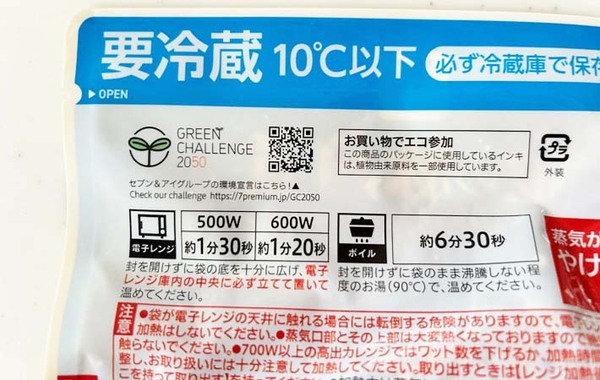 要冷蔵 10℃以下 必ず冷蔵庫で保存
▶OPEN
GREEN
CHALLENGE
2050
セブン&アイグループの環境宣言はこちら!▲
Check our challenge https://7premium.jp/GC2050
お買い物でエコ参加
この商品のパッケージに使用しているインキ
は、植物由来原料を一部使用しています。
プラ
外装
電子レンジ
500W 600W
約1分30秒 約1分20秒
ボイル
約6分30秒
封を開けずに袋の底を十分に広げ、電子
レンジ庫内の中央に必ず立てて置いて
温めてください。
封を開けずに袋のまま沸騰しない程
度のお湯(90℃)で、温めてください。
蒸気が
やけ
注意
●袋が電子レンジの天井に触れる場合には転倒する危険がありますので、電子レン
加熱はしないでください。●蒸気口部とその上部は大変熱くなっておりますので
触らないでください。●700W以上の高出力レンジではワット数を下げるか、加熱時間
整し、お取り扱いには十分注意して加熱してください。取り出すときは【レンジ加熱